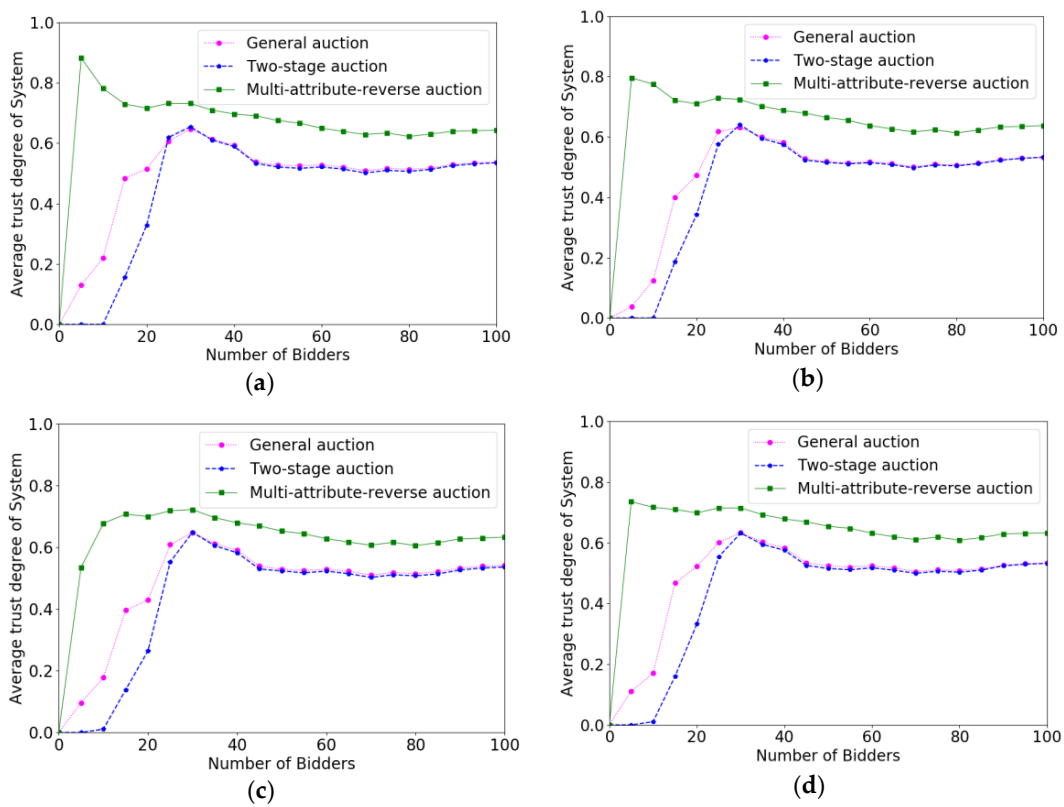 1.0
0.8
0.6
0.4
0.2
0.0
Average trust degree of System
General auction
Two-stage auction
Multi-attribute-reverse auction
0 20 40 60 80 100
Number of Bidders
(a)
1.0
0.8
0.6
0.4
0.2
0.0
Average trust degree of System
General auction
Two-stage auction
Multi-attribute-reverse auction
0 20 40 60 80 100
Number of Bidders
(b)
1.0
0.8
0.6
0.4
0.2
0.0
Average trust degree of System
General auction
Two-stage auction
Multi-attribute-reverse auction
0 20 40 60 80 100
Number of Bidders
(c)
1.0
0.8
0.6
0.4
0.2
0.0
Average trust degree of System
General auction
Two-stage auction
Multi-attribute-reverse auction
0 20 40 60 80 100
Number of Bidders
(d)